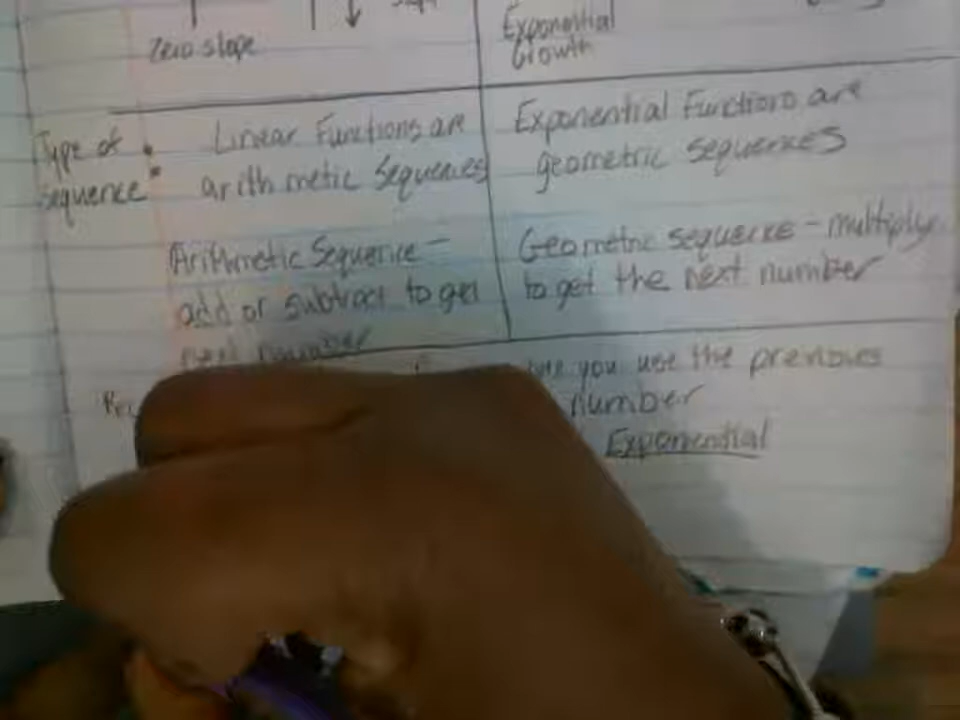 Zero slope
Exponential
Growth
Type of
sequence
Linear Functions are
arithmetic sequences
Arithmetic Sequence -
add or subtract to get
next number
Exponential Functions are
geometric sequences
Geometric sequence - multiply
to get the next number
you use the previous
number
Exponential